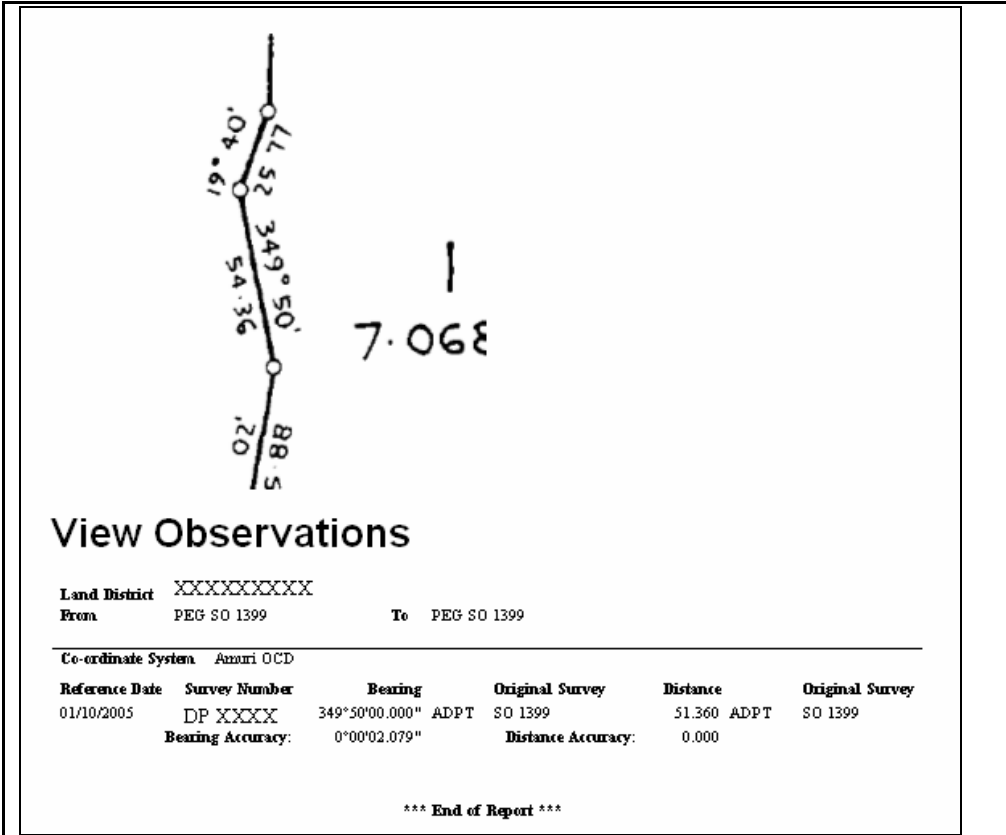 19° 40'
25 77
349° 50'
54.36
1
7.068
02'
5.88
View Observations
Land District XXXXXXXXXX
From PEG SO 1399 To PEG SO 1399
Co-ordinate System Amuri OCD
Reference Date Survey Number Bearing Original Survey Distance Original Survey
01/10/2005 DP XXXX 349°50'00.000" ADPT SO 1399 51.360 ADPT SO 1399
Bearing Accuracy: 0°00'02.079" Distance Accuracy: 0.000
*** End of Report ***